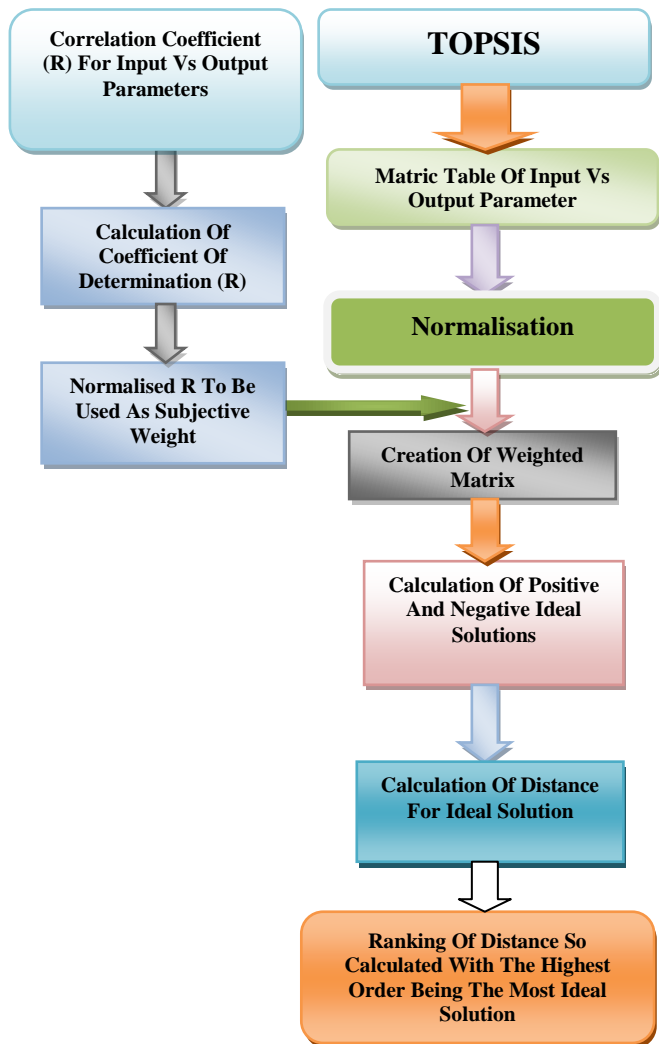 Correlation Coefficient
(R) For Input Vs Output
Parameters
Calculation Of
Coefficient Of
Determination (R)
Normalised R To Be
Used As Subjective
Weight
TOPSIS
Matric Table Of Input Vs
Output Parameter
Normalisation
Creation Of Weighted
Matrix
Calculation Of Positive
And Negative Ideal
Solutions
Calculation Of Distance
For Ideal Solution
Ranking Of Distance So
Calculated With The Highest
Order Being The Most Ideal
Solution